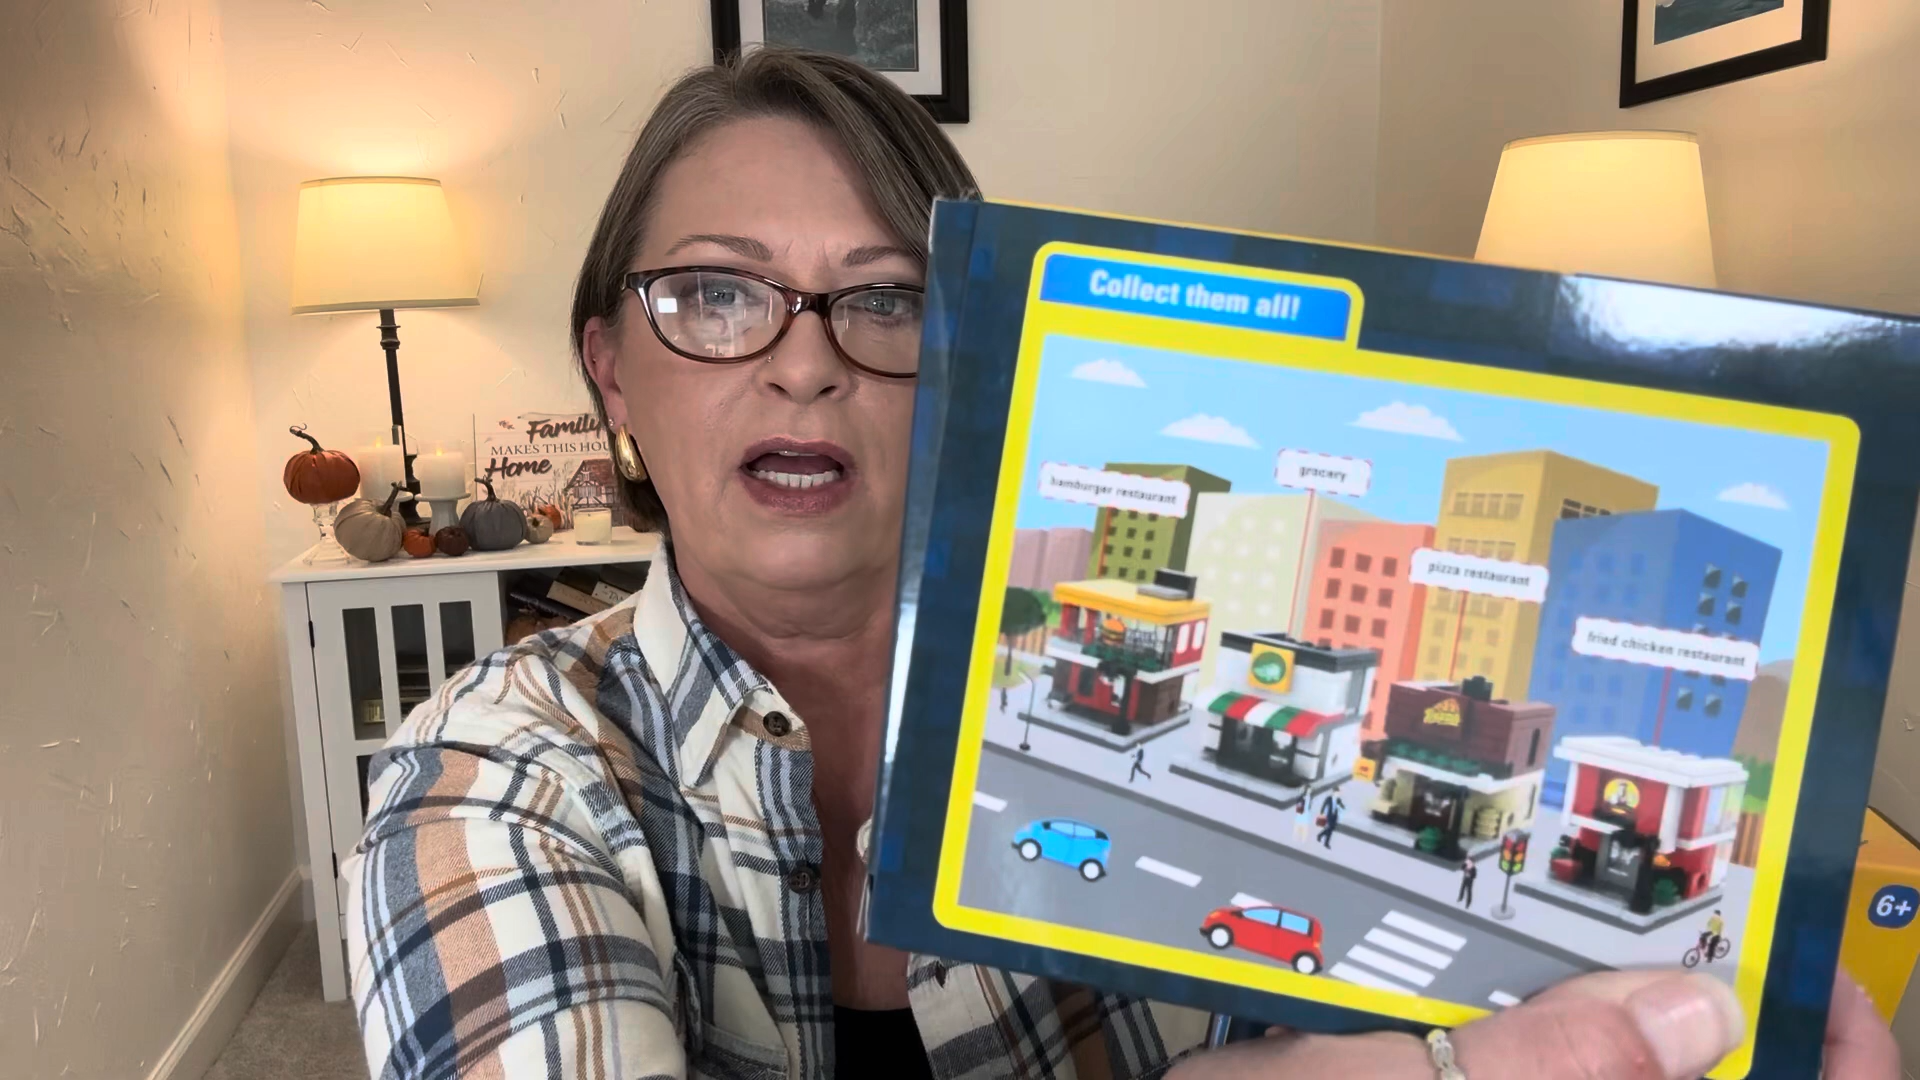 Family
MAKES THIS HOU
Home
Collect them all!
hamburger restaurant
grocery
pizza restaurant
fried chicken restaurant
6+